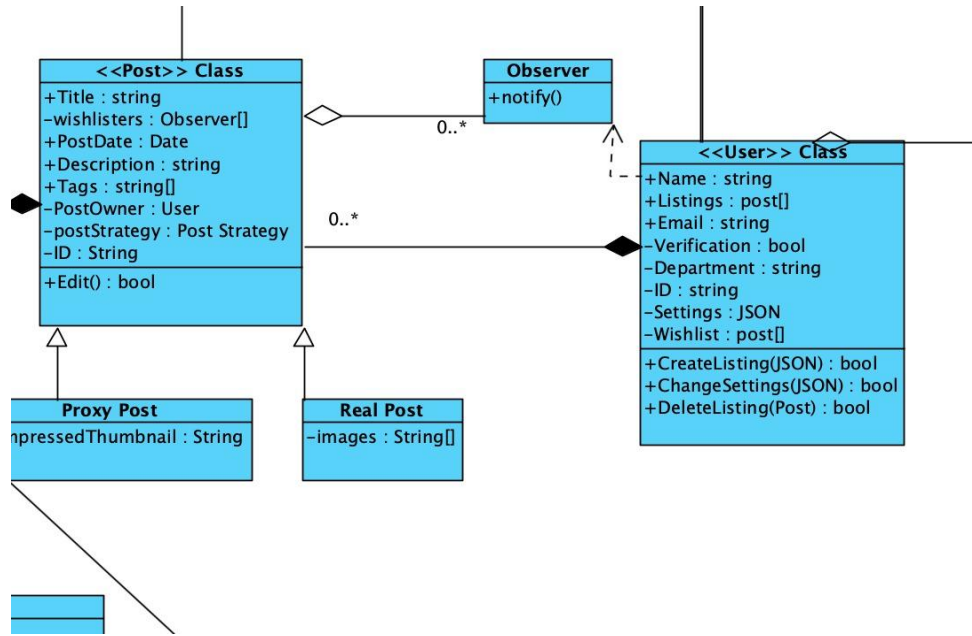 <<Post>> Class
+Title : string
-wishlisters : Observer[]
+PostDate : Date
+Description : string
+Tags : string[]
-PostOwner : User
-postStrategy : Post Strategy
-ID : String
+Edit() : bool
Observer
+notify()
0..*
0..*
<<User>> Class
+Name : string
+Listings : post[]
+Email : string
-Verification : bool
-Department : string
-ID : string
-Settings : JSON
-Wishlist : post[]
+CreateListing(JSON) : bool
+ChangeSettings(JSON) : bool
+DeleteListing(Post) : bool
Proxy Post
mpressedThumbnail : String
Real Post
-images : String[]